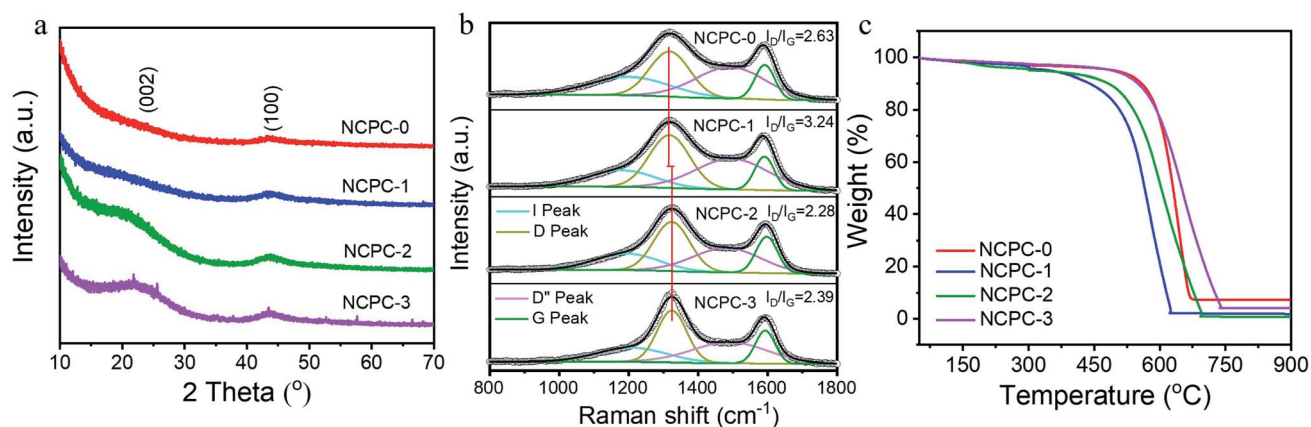 a
Intensity (a.u.)
(002)
(100)
NCPC-0
NCPC-1
NCPC-2
NCPC-3
10 20 30 40 50 60 70
2 Theta (°)
b
Intensity (a.u.)
NCPC-0 I_D/I_G=2.63
NCPC-1 I_D/I_G=3.24
NCPC-2 I_D/I_G=2.28
I Peak
D Peak
NCPC-3 I_D/I_G=2.39
D" Peak
G Peak
800 1000 1200 1400 1600 1800
Raman shift (cm⁻¹)
c
Weight (%)
100
80
60
40
20
0
NCPC-0
NCPC-1
NCPC-2
NCPC-3
150 300 450 600 750 900
Temperature (°C)